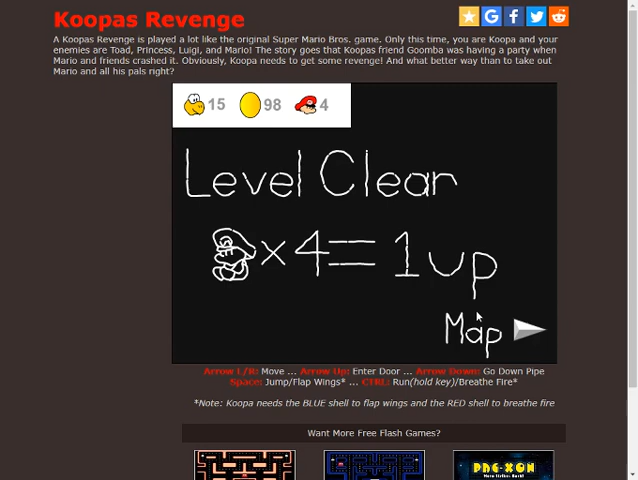 Koopas Revenge
A Koopas Revenge is played a lot like the original Super Mario Bros. game. Only this time, you are Koopa and your
enemies are Toad, Princess, Luigi, and Mario! The story goes that Koopas friend Goomba was having a party when
Mario and friends crashed it. Obviously, Koopa needs to get some revenge! And what better way than to take out
Mario and all his pals right?
15 98 4
Level Clear
x 4 = 1 up
Map
Arrow L/R: Move ... Arrow Up: Enter Door ... Arrow Down: Go Down Pipe
Space: Jump/Flap Wings* ... CTRL: Run(hold key)/Breathe Fire*
*Note: Koopa needs the BLUE shell to flap wings and the RED shell to breathe fire
Want More Free Flash Games?
PAC-XON